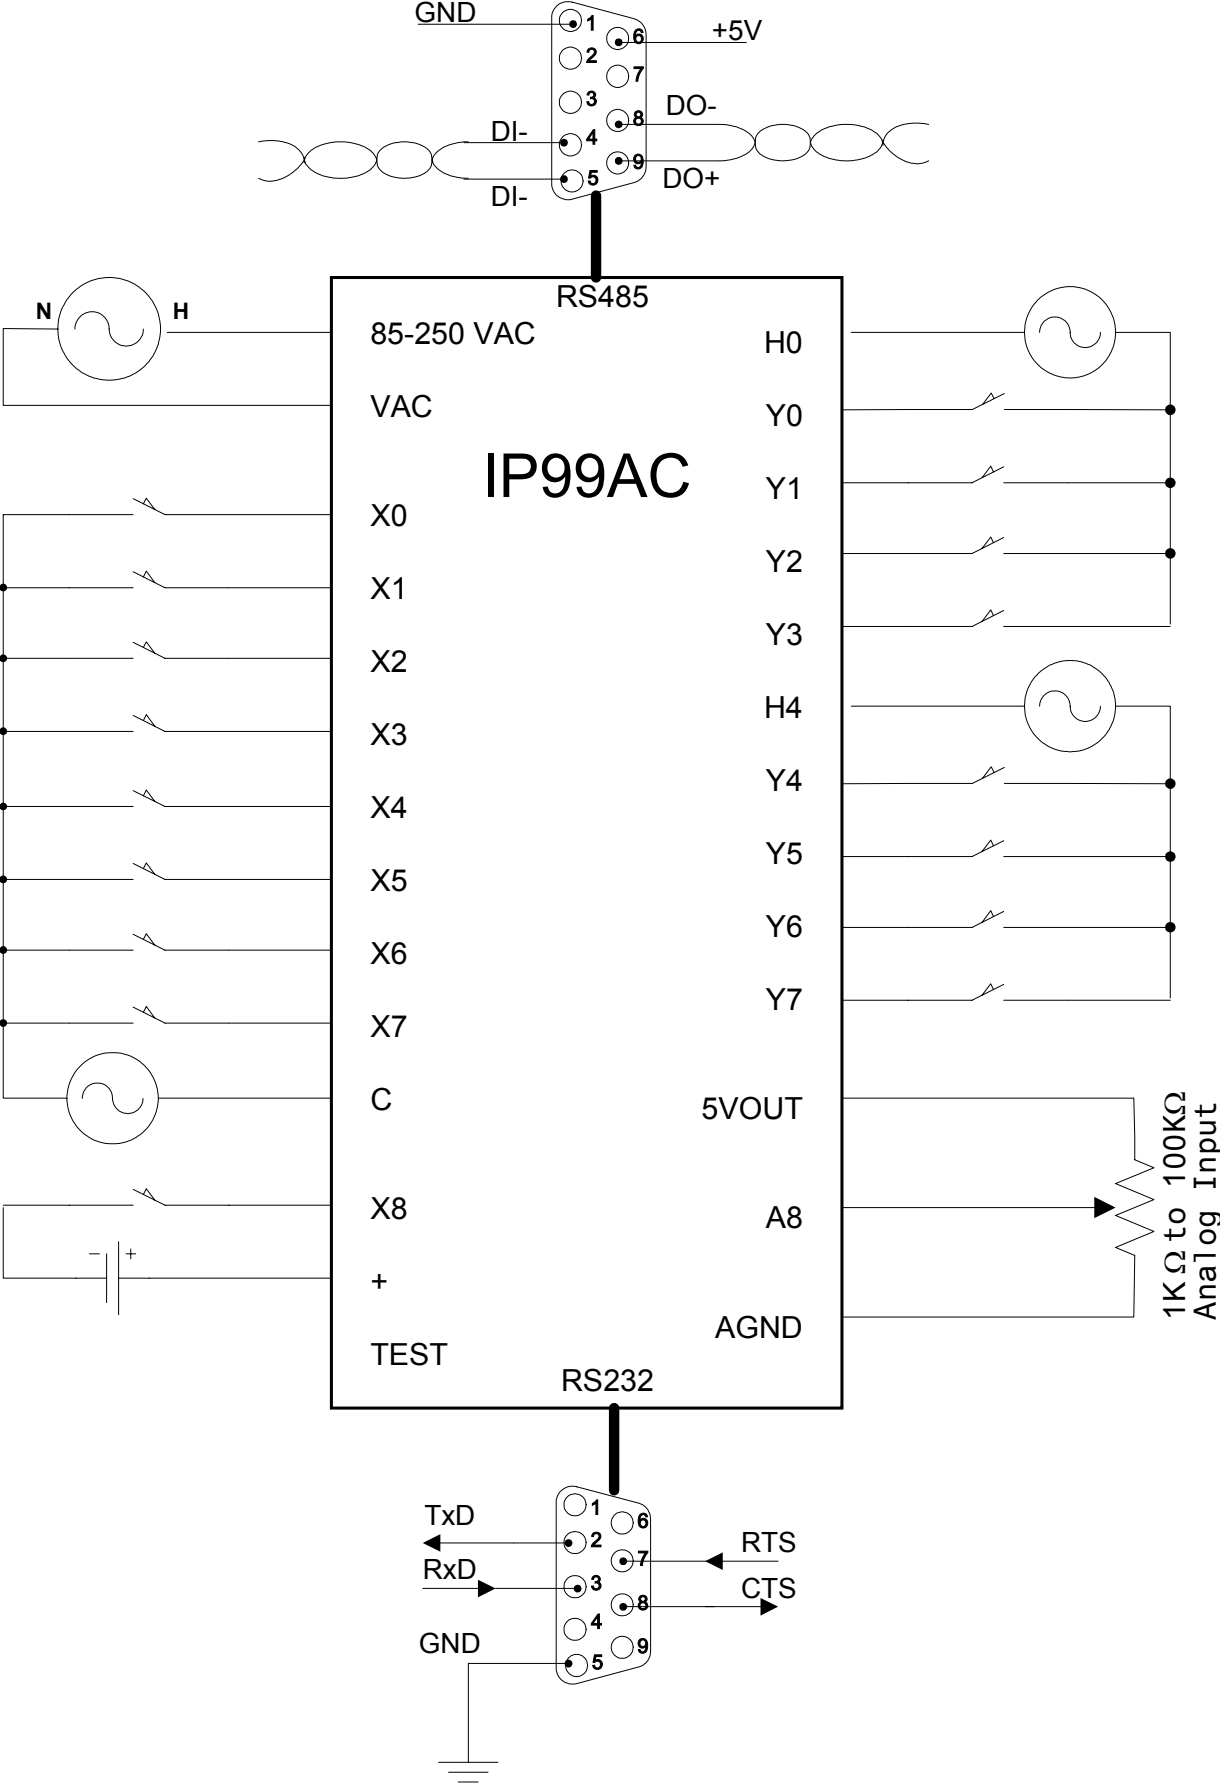 GND
1
6
+5V
2
7
3
DO-
8
DI-
4
9
DO+
5
DI-
RS485
N
H
85-250 VAC
VAC
IP99AC
X0
X1
X2
X3
X4
X5
X6
X7
C
X8
-
+
+
TEST
H0
Y0
Y1
Y2
Y3
H4
Y4
Y5
Y6
Y7
5VOUT
A8
AGND
1KΩ to 100KΩ
Analog Input
RS232
TxD
1
6
2
RTS
7
RxD
3
CTS
8
4
9
GND
5